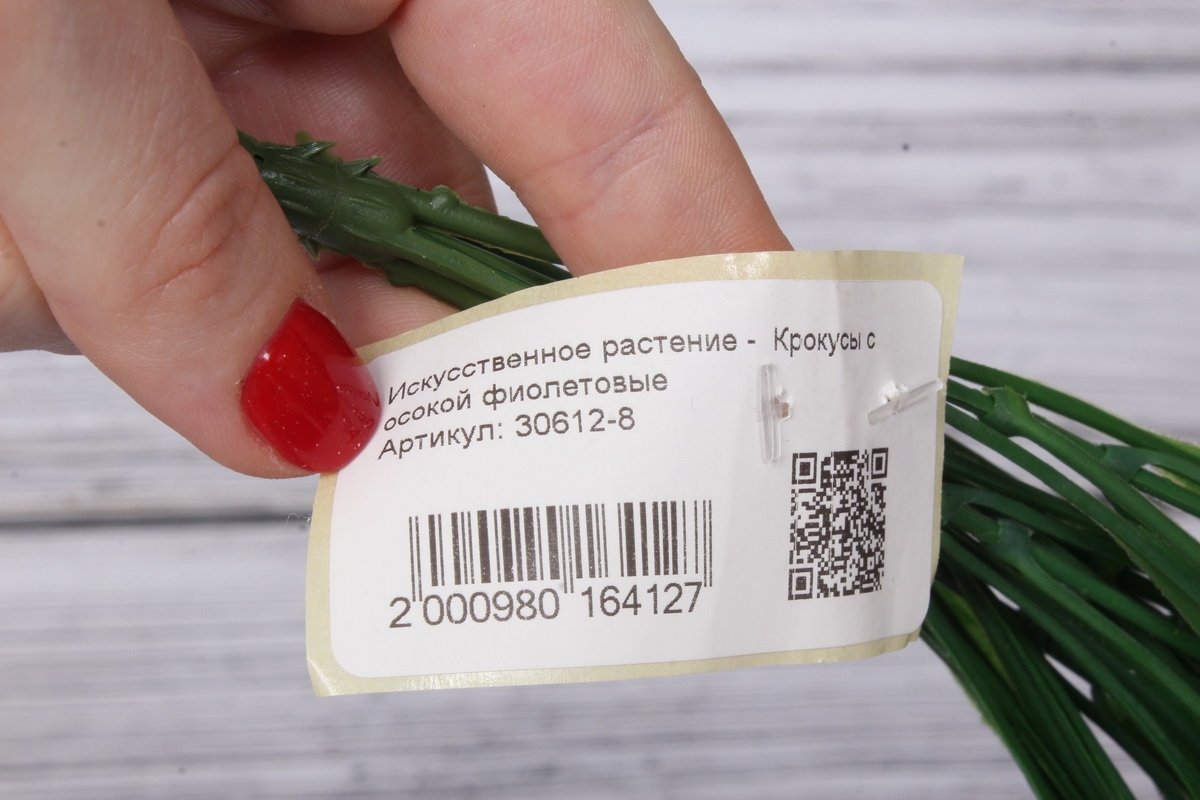 Искусственное растение - Крокусы с
осокой фиолетовые
Артикул: 30612-8
2 000980 164127